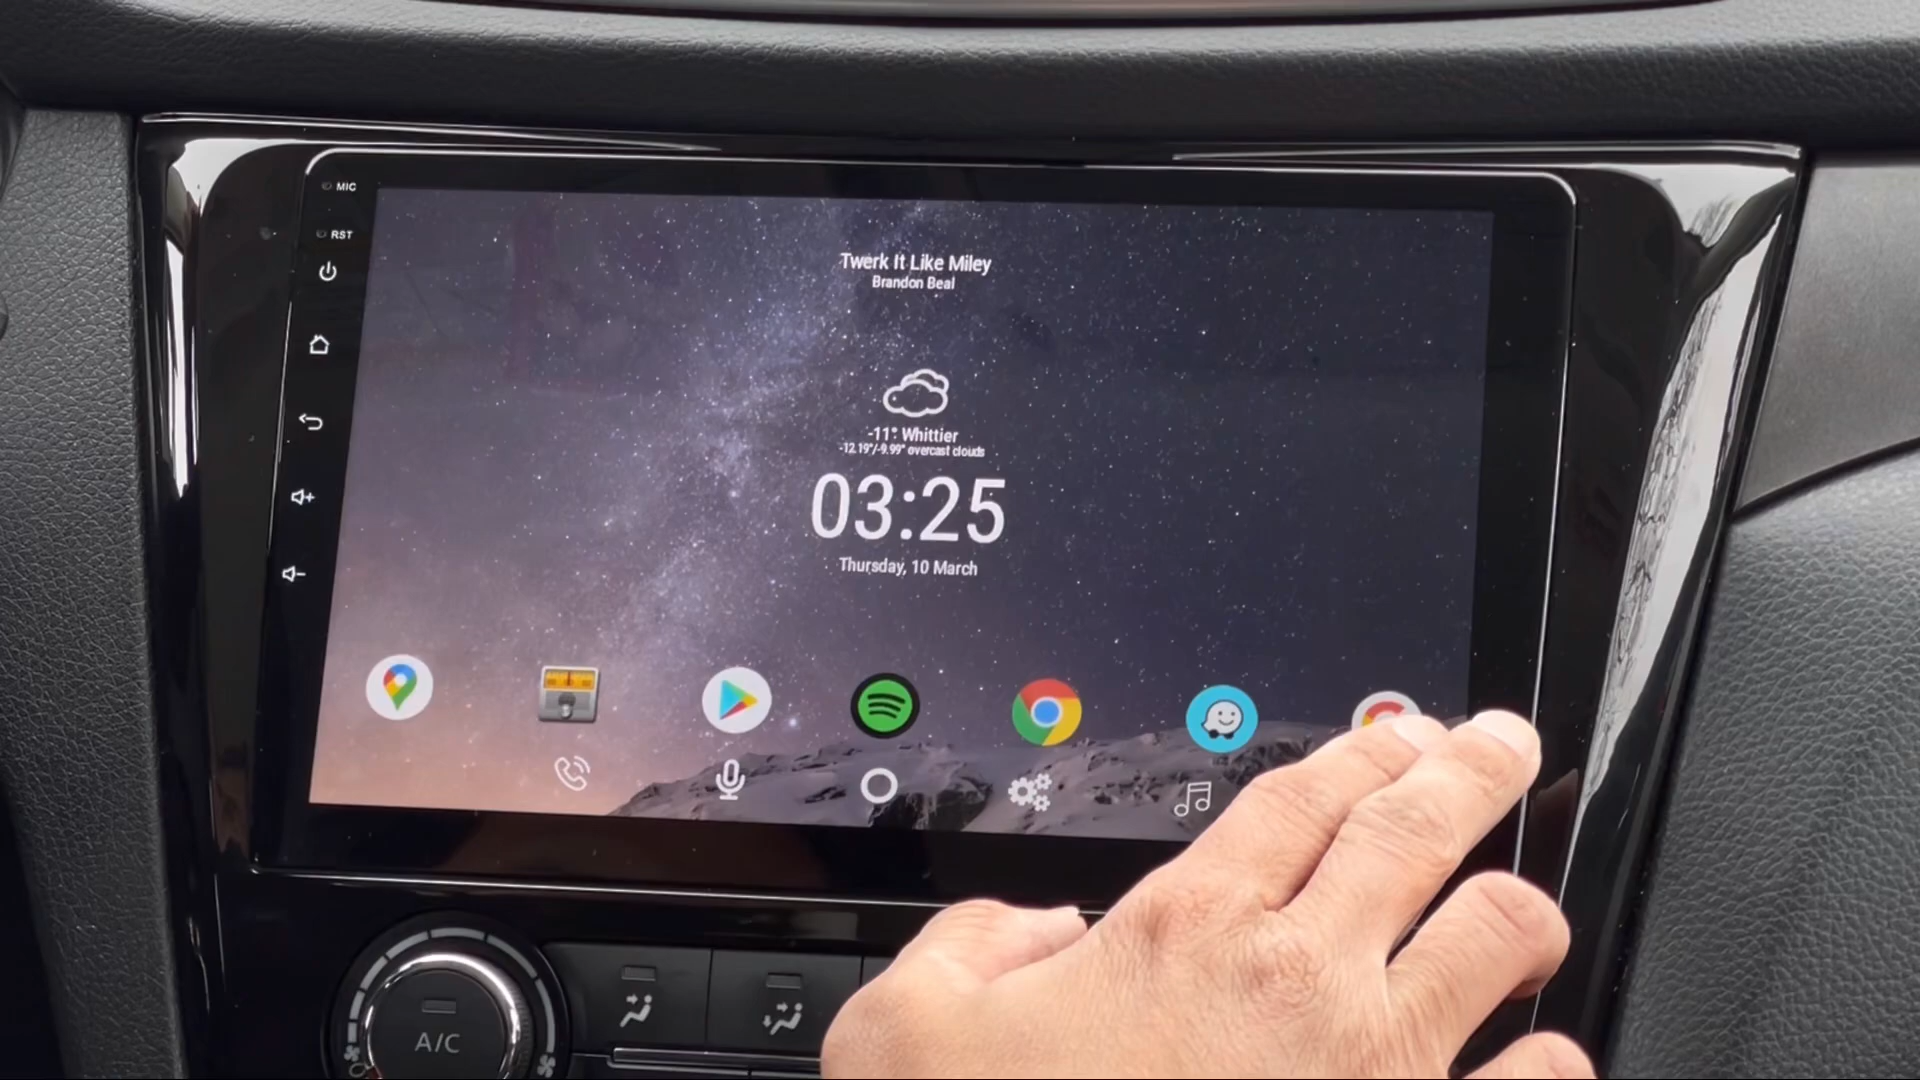 MIC
RST
Twerk It Like Miley
Brandon Beal
-11° Whittier
-12.19°/-9.99° overcast clouds
03:25
Thursday, 10 March
A/C